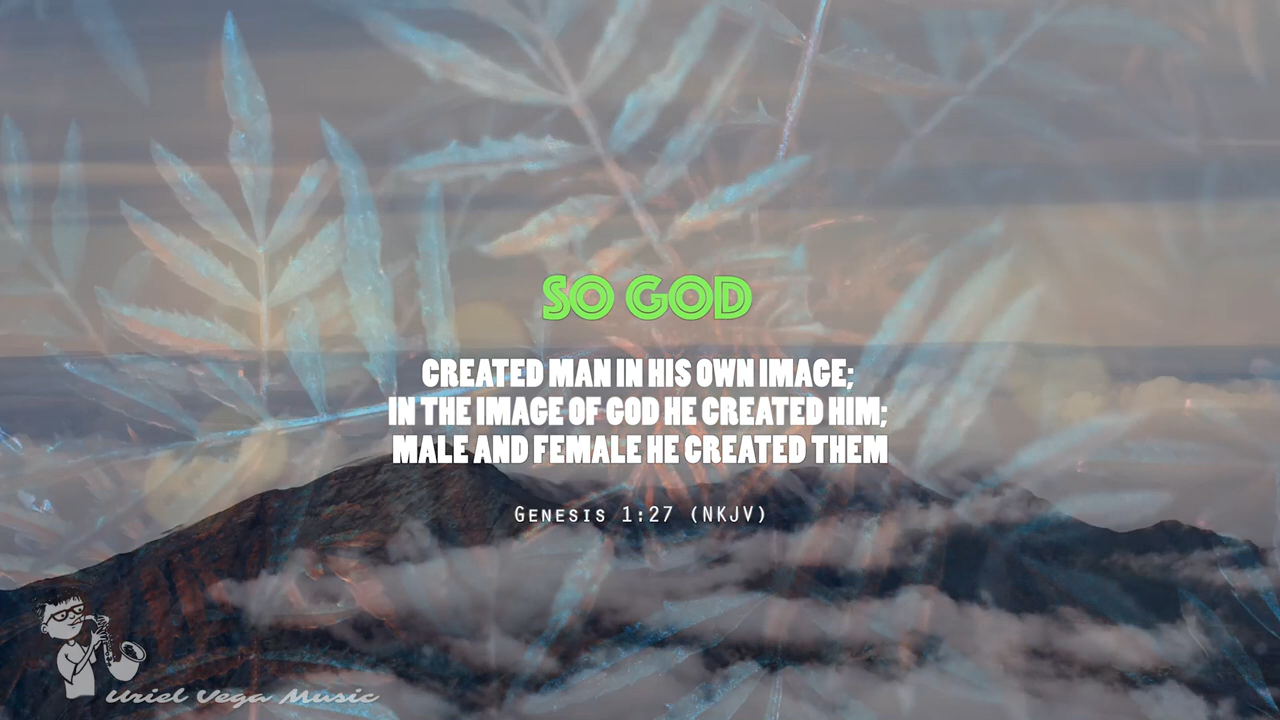 SO GOD
CREATED MAN IN HIS OWN IMAGE;
IN THE IMAGE OF GOD HE CREATED HIM;
MALE AND FEMALE HE CREATED THEM
Genesis 1:27 (NKJV)
Uriel Vega Music